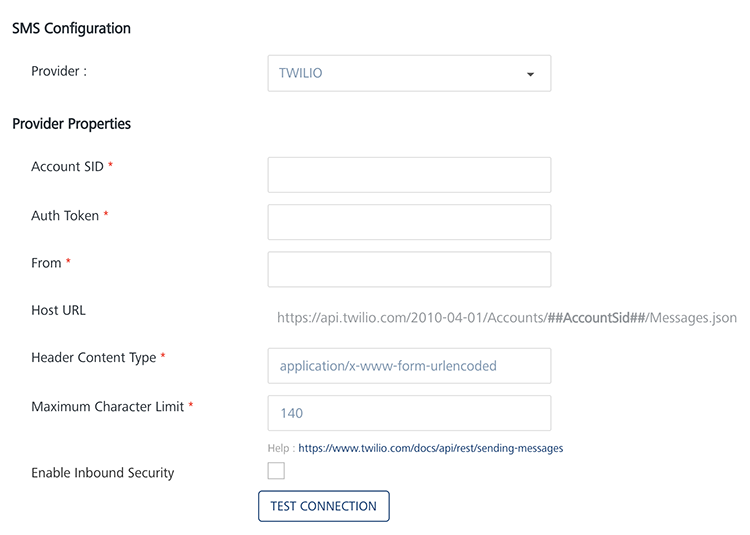 SMS Configuration
Provider :
TWILIO
Provider Properties
Account SID *
Auth Token *
From *
Host URL
https://api.twilio.com/2010-04-01/Accounts/##AccountSid##/Messages.json
Header Content Type *
application/x-www-form-urlencoded
Maximum Character Limit *
140
Help : https://www.twilio.com/docs/api/rest/sending-messages
Enable Inbound Security
TEST CONNECTION